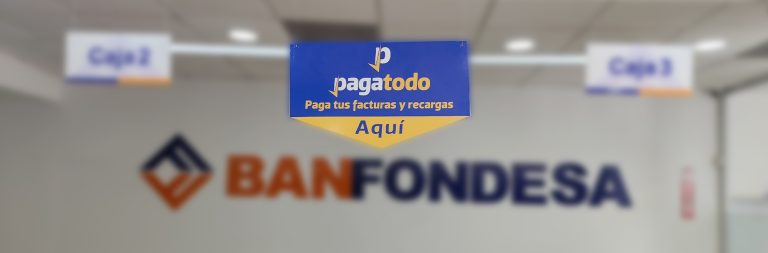 Caja 2
Caja 3
pagatodo
Paga tus facturas y recargas
Aquí
BANFONDESA